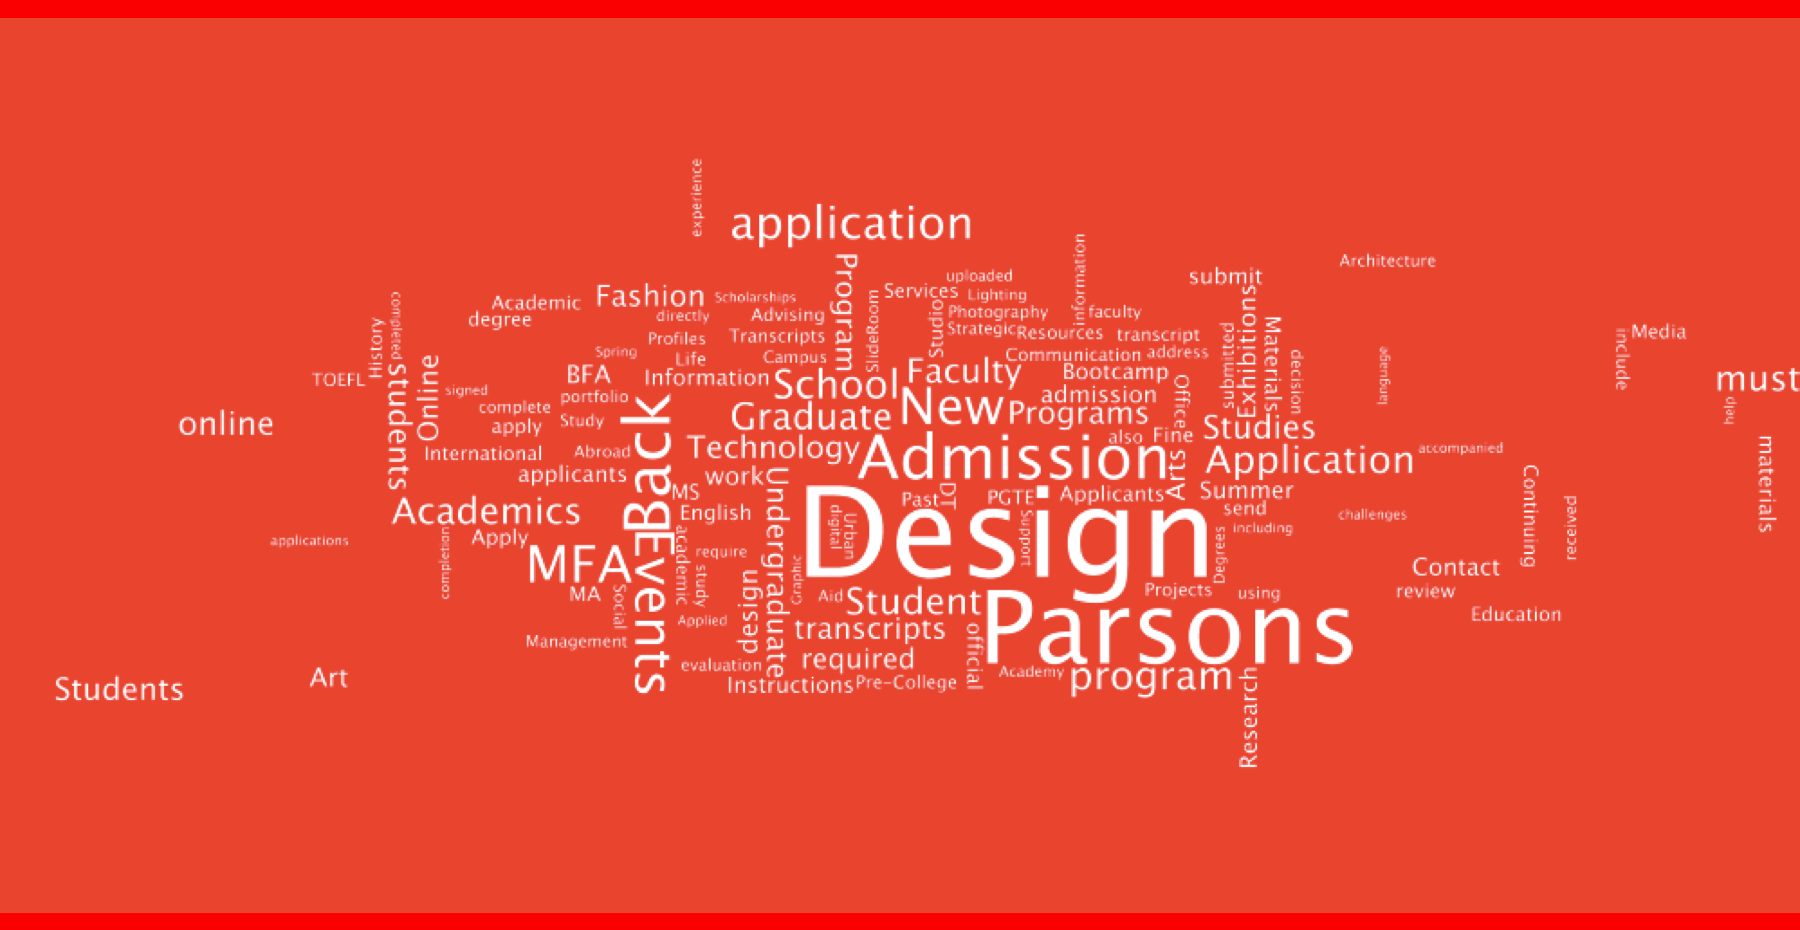 experience
application
Program
information
Architecture
submit
uploaded
Services
Lighting
SlideRoom
Studio
Photography
faculty
Strategic
Resources
transcript
Academic
degree
Fashion
Scholarships
directly
Advising
completed
History
Profiles
Transcripts
Spring
Life
Campus
Communication
address
submitted
Exhibitions
Materials
decision
language
include
Media
must
help
TOEFL
Students
Online
signed
BFA
Information
School
Faculty
Bootcamp
Office
portfolio
admission
complete
online
apply
Study
Back
Graduate
New
Programs
Studies
International
Abroad
Technology
Admission
also
Fine
Arts
Application
accompanied
materials
applicants
work
Undergraduate
MS
Past
DT
PGTE
Applicants
Summer
Continuing
received
Academics
English
Design
digital
Urban
Support
send
including
challenges
applications
completion
Apply
academic
require
MFA
Events
study
Graphic
Degrees
Contact
MA
Social
design
Aid
Student
Projects
using
review
Education
Applied
transcripts
official
Parsons
Management
evaluation
required
Academy
program
Research
Students
Art
Instructions
Pre-College